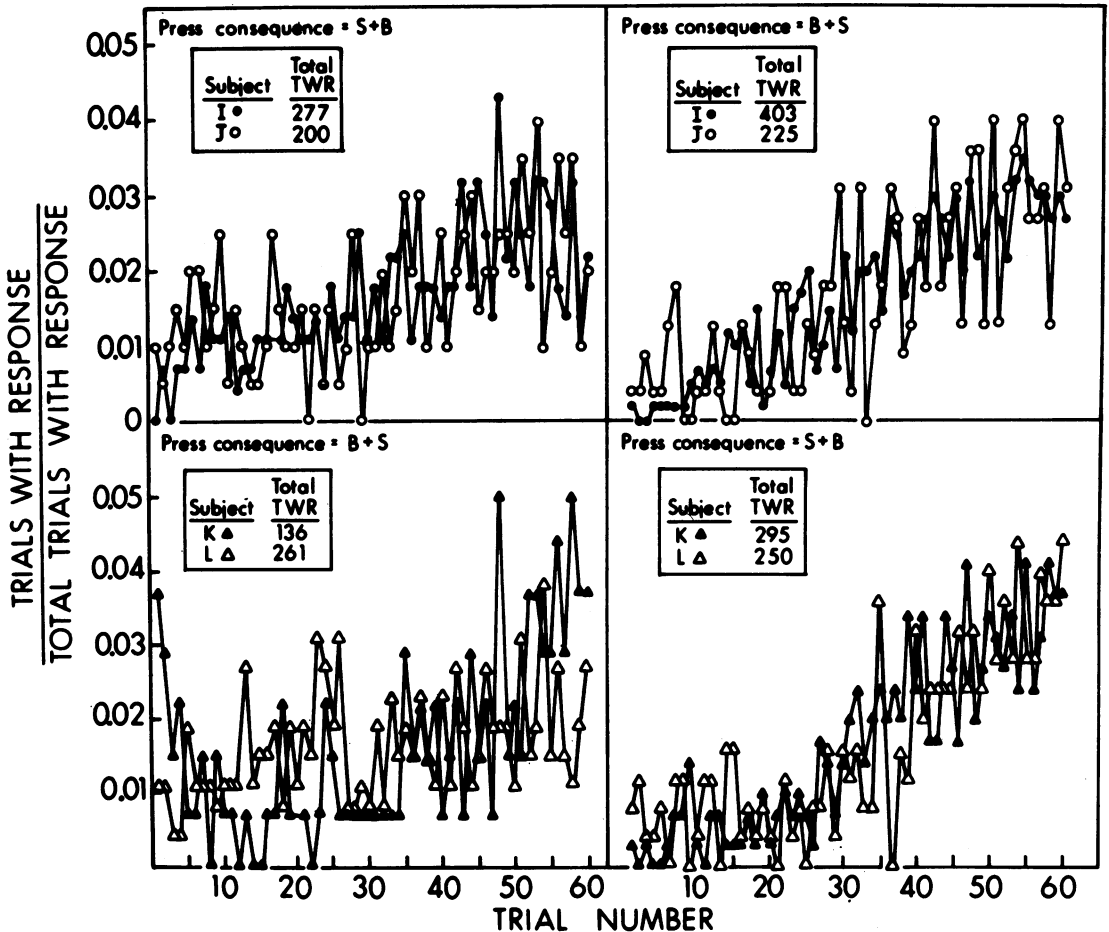 Press consequence = S+B
Total
Subject TWR
I 277
J 200
Press consequence = B+S
Total
Subject TWR
I 403
J 225
0.05
0.04
0.03
0.02
0.01
0
Press consequence = B+S
Total
Subject TWR
K 136
L 261
Press consequence = S+B
Total
Subject TWR
K 295
L 250
0.05
0.04
0.03
0.02
0.01
10 20 30 40 50 60 10 20 30 40 50 60
TRIAL NUMBER
TRIALS WITH RESPONSE
TOTAL TRIALS WITH RESPONSE